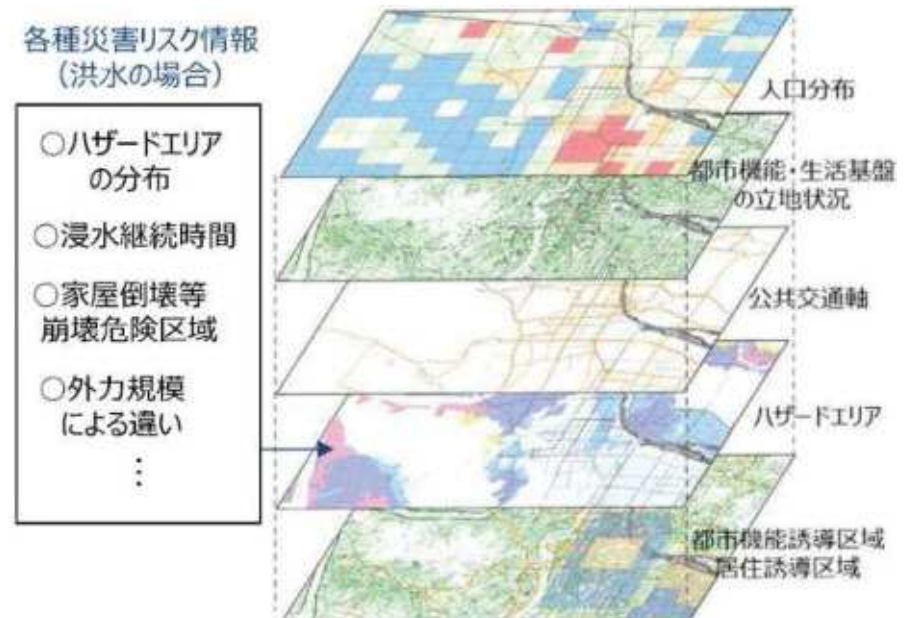 各種災害リスク情報
（洪水の場合）
○ハザードエリア
の分布
○浸水継続時間
○家屋倒壊等
崩壊危険区域
○外力規模
による違い
⋮
人口分布
都市機能・生活基盤
の立地状況
公共交通軸
ハザードエリア
都市機能誘導区域
居住誘導区域